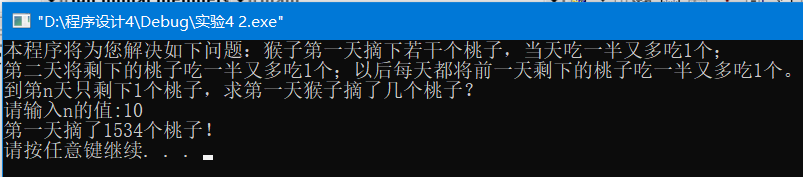 "D:\程序设计4\Debug\实验4 2.exe"
本程序将为您解决如下问题：猴子第一天摘下若干个桃子，当天吃一半又多吃1个；
第二天将剩下的桃子吃一半又多吃1个；以后每天都将前一天剩下的桃子吃一半又多吃1个。
到第n天只剩下1个桃子，求第一天猴子摘了几个桃子？
请输入n的值:10
第一天摘了1534个桃子！
请按任意键继续. . .